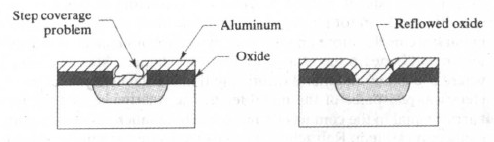 Step coverage
problem
Aluminum
Oxide
Reflowed oxide